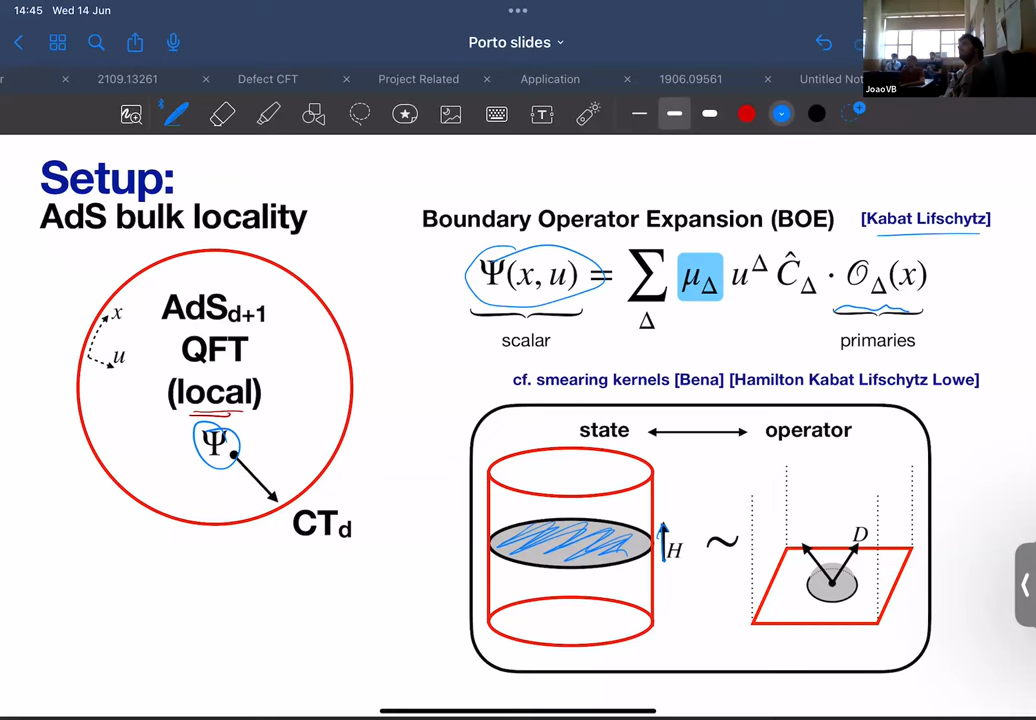 14:45 Wed 14 Jun
Porto slides
r
2109.13261
Defect CFT
Project Related
Application
1906.09561
Untitled Not
JoaoVB
Setup:
AdS bulk locality
AdS_{d+1}
QFT
(local)
Ψ
CT_d
x
u
Boundary Operator Expansion (BOE) [Kabat Lifschytz]
Ψ(x, u) = ∑_Δ μ_Δ u^Δ Ĉ_Δ · 𝒪_Δ(x)
scalar
primaries
cf. smearing kernels [Bena] [Hamilton Kabat Lifschytz Lowe]
state ⟷ operator
H ∼ D